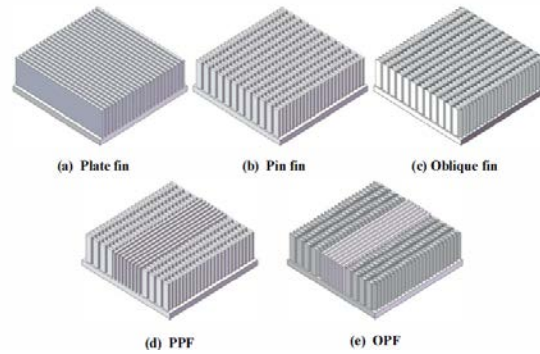 (a) Plate fin
(b) Pin fin
(c) Oblique fin
(d) PPF
(e) OPF